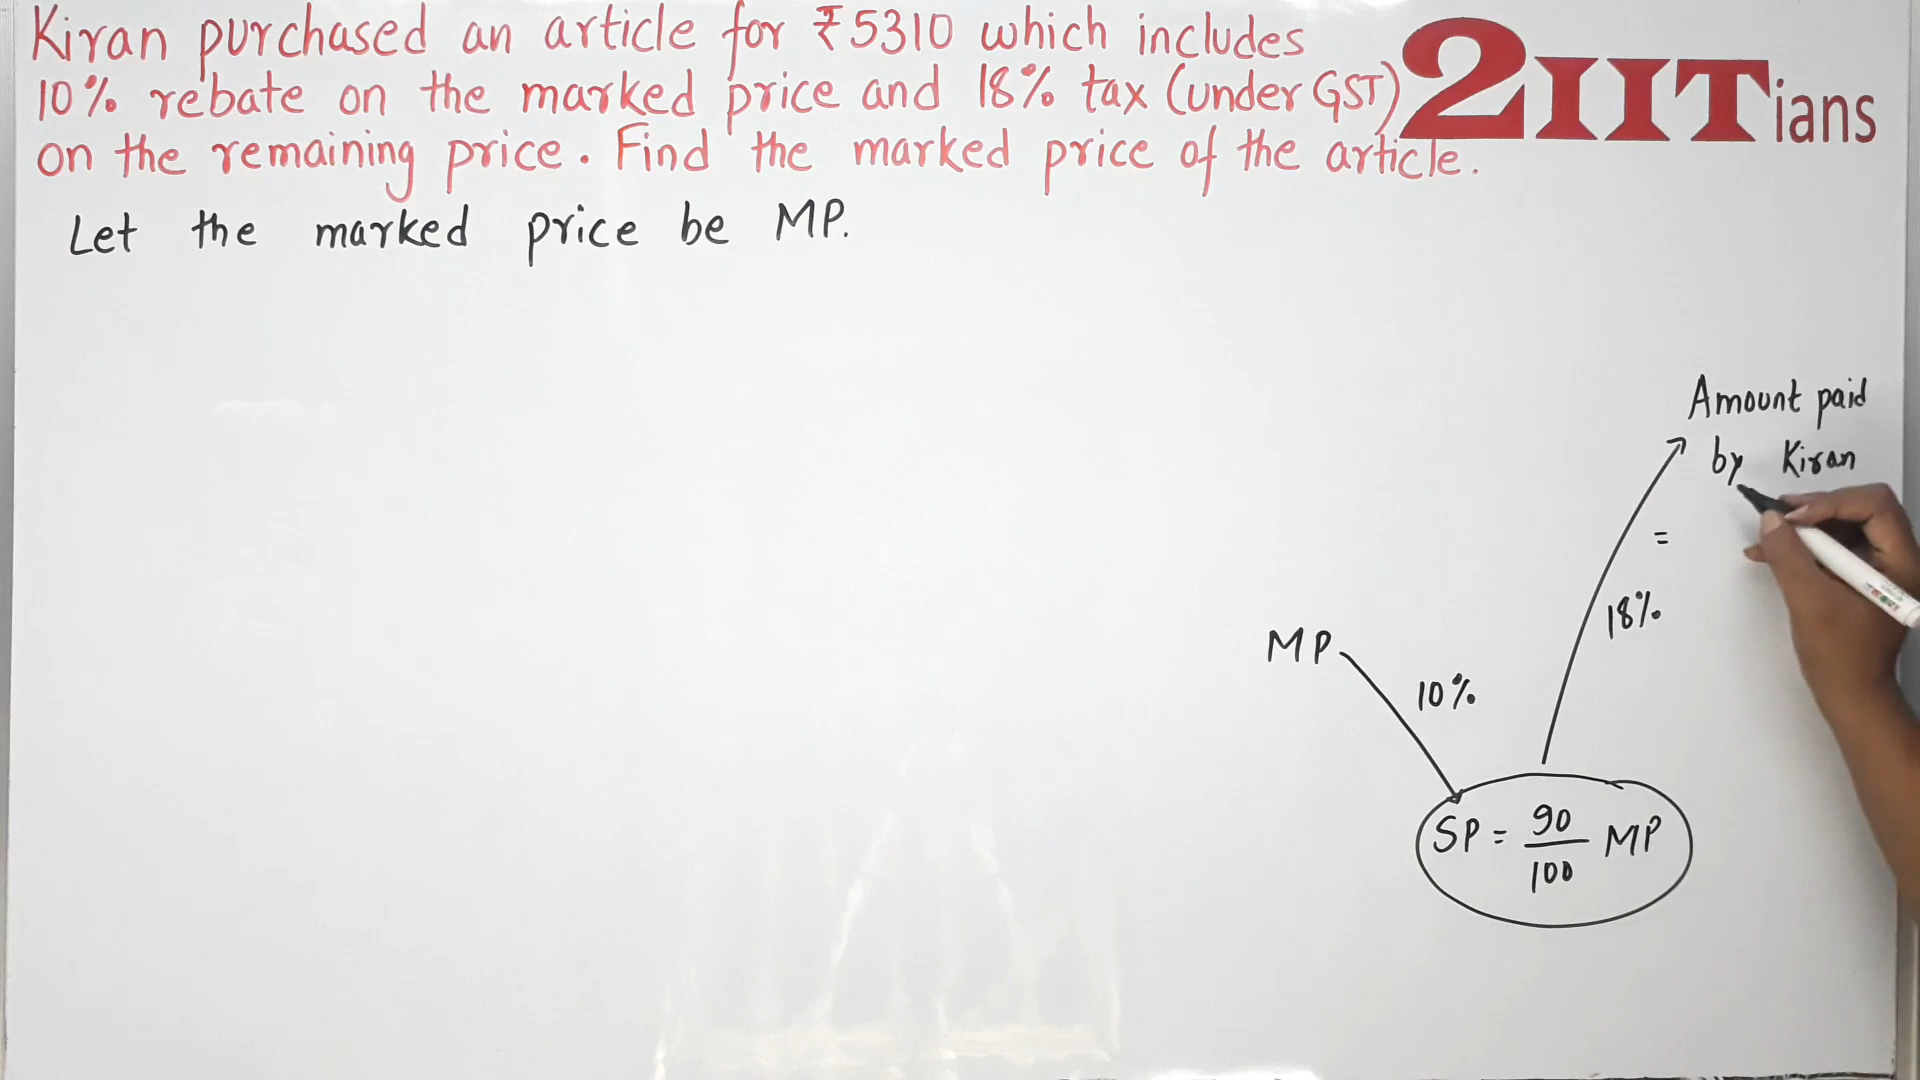 Kiran purchased an article for ₹5310 which includes
10% rebate on the marked price and 18% tax (under GST)
on the remaining price. Find the marked price of the article.
2IITians
Let the marked price be MP.
Amount paid
by Kiran
=
18%
MP
10%
SP = 90/100 MP